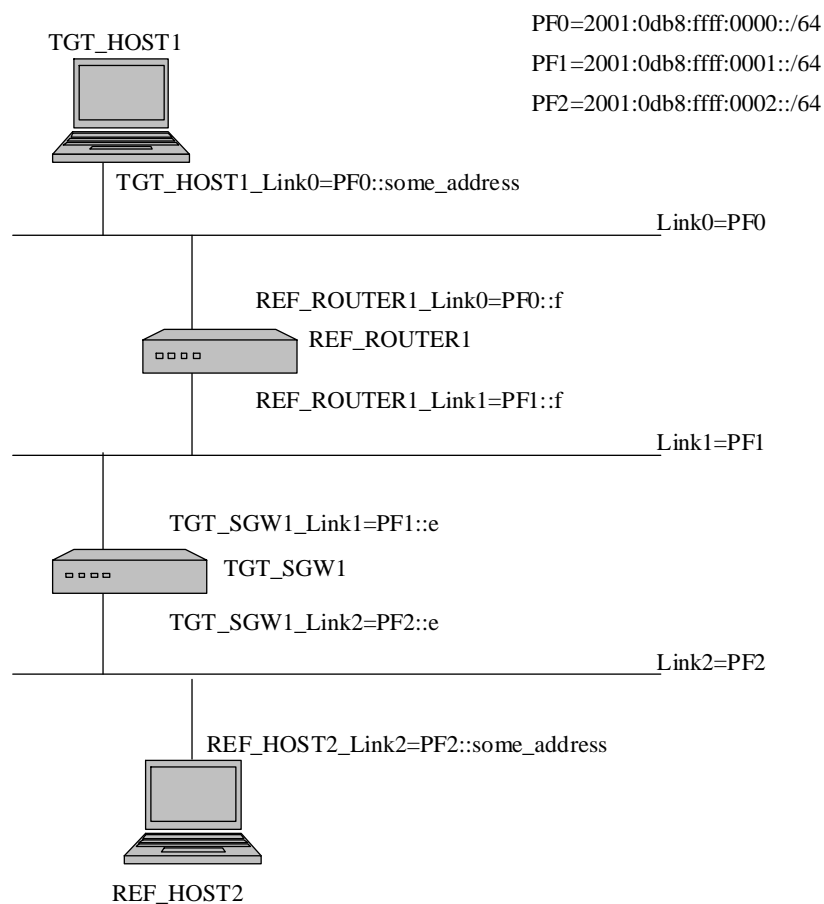 PF0=2001:0db8:ffff:0000::/64
TGT_HOST1
PF1=2001:0db8:ffff:0001::/64
PF2=2001:0db8:ffff:0002::/64
TGT_HOST1_Link0=PF0::some_address
Link0=PF0
REF_ROUTER1_Link0=PF0::f
REF_ROUTER1
REF_ROUTER1_Link1=PF1::f
Link1=PF1
TGT_SGW1_Link1=PF1::e
TGT_SGW1
TGT_SGW1_Link2=PF2::e
Link2=PF2
REF_HOST2_Link2=PF2::some_address
REF_HOST2